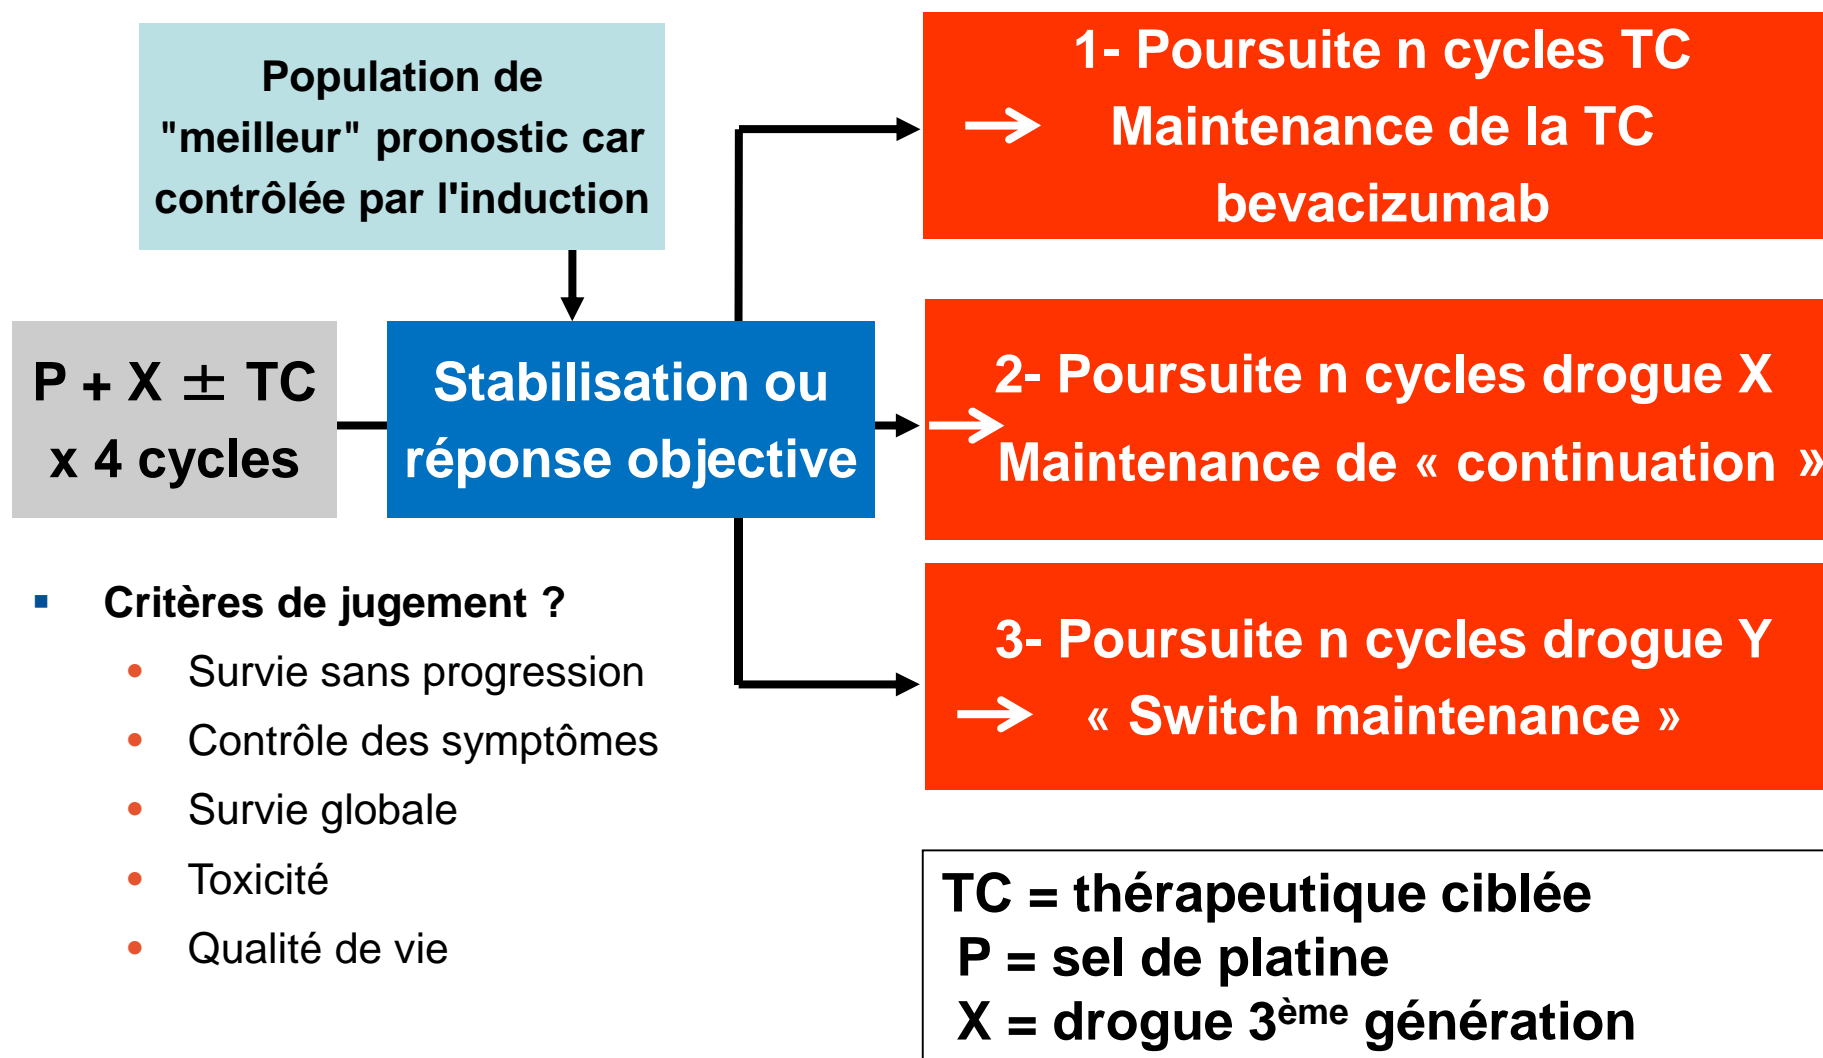 Population de
"meilleur" pronostic car
contrôlée par l'induction
P + X ± TC
x 4 cycles
Stabilisation ou
réponse objective
1- Poursuite n cycles TC
→ Maintenance de la TC
bevacizumab
2- Poursuite n cycles drogue X
→ Maintenance de « continuation »
3- Poursuite n cycles drogue Y
→ « Switch maintenance »
▪ Critères de jugement ?
• Survie sans progression
• Contrôle des symptômes
• Survie globale
• Toxicité
• Qualité de vie
TC = thérapeutique ciblée
P = sel de platine
X = drogue 3ème génération